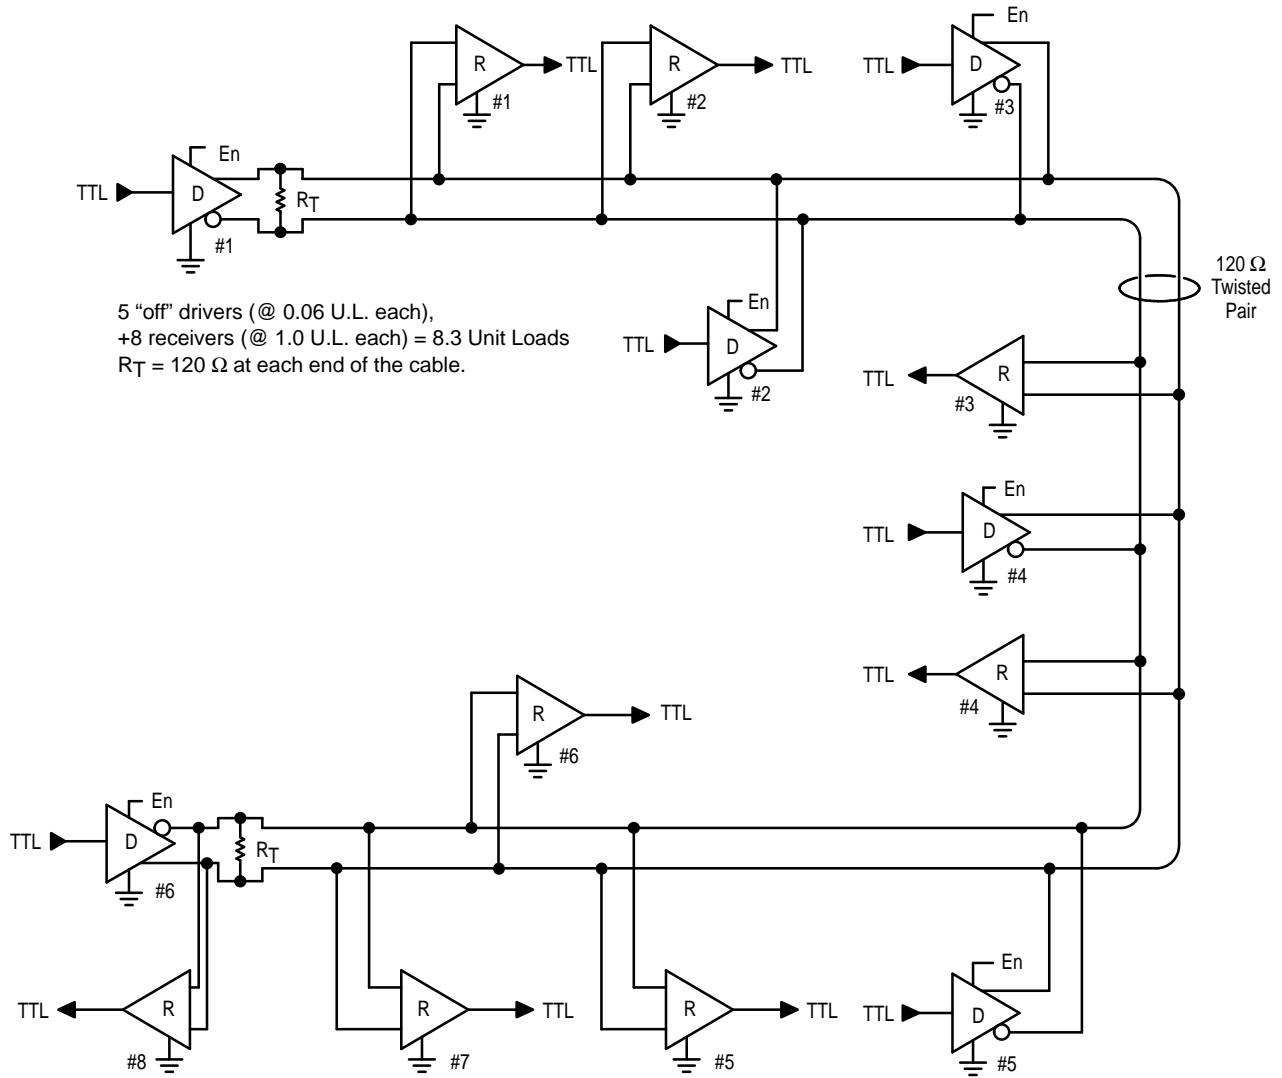 En
R
TTL
#1
R
TTL
#2
TTL
D
En
#3
TTL
D
En
#1
RT
120 Ω
Twisted
Pair
5 “off” drivers (@ 0.06 U.L. each),
+8 receivers (@ 1.0 U.L. each) = 8.3 Unit Loads
RT = 120 Ω at each end of the cable.
TTL
D
En
#2
TTL
R
#3
TTL
D
En
#4
TTL
R
#4
R
TTL
#6
TTL
D
En
#6
RT
TTL
R
#8
R
TTL
#7
R
TTL
#5
TTL
D
En
#5